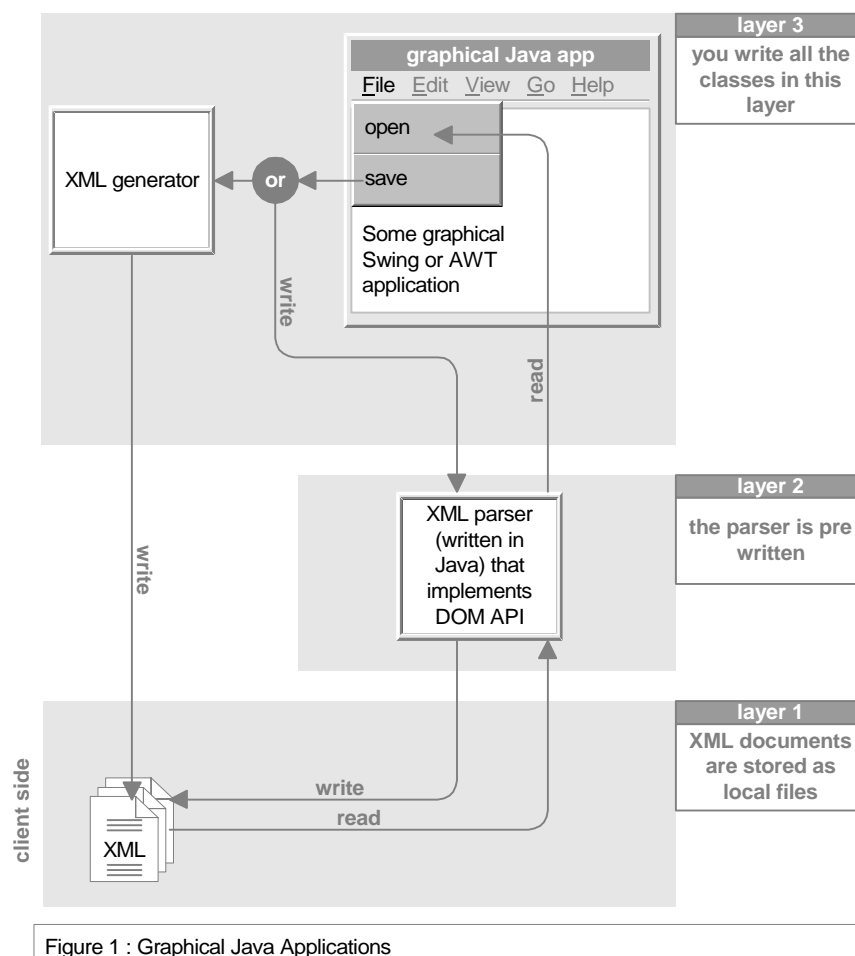 layer 3
you write all the
classes in this
layer
graphical Java app
File Edit View Go Help
open
save
Some graphical
Swing or AWT
application
XML generator
or
write
read
write
layer 2
the parser is pre
written
XML parser
(written in
Java) that
implements
DOM API
layer 1
XML documents
are stored as
local files
client side
write
read
XML
Figure 1 : Graphical Java Applications